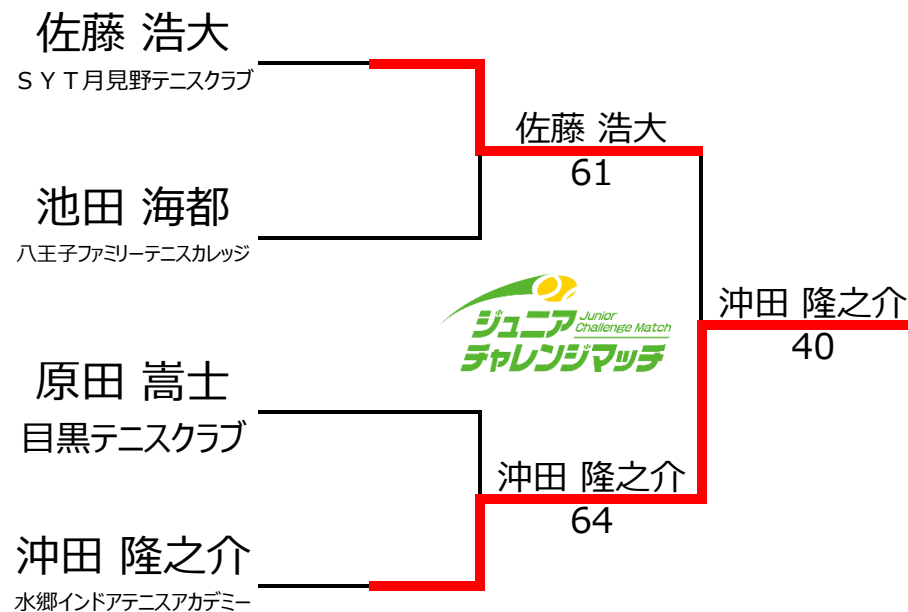 佐藤 浩大
ＳＹＴ月見野テニスクラブ
佐藤 浩大
61
池田 海都
八王子ファミリーテニスカレッジ
ジュニア
Junior
Challenge Match
チャレンジマッチ
沖田 隆之介
40
原田 嵩士
目黒テニスクラブ
沖田 隆之介
64
沖田 隆之介
水郷インドアテニスアカデミー